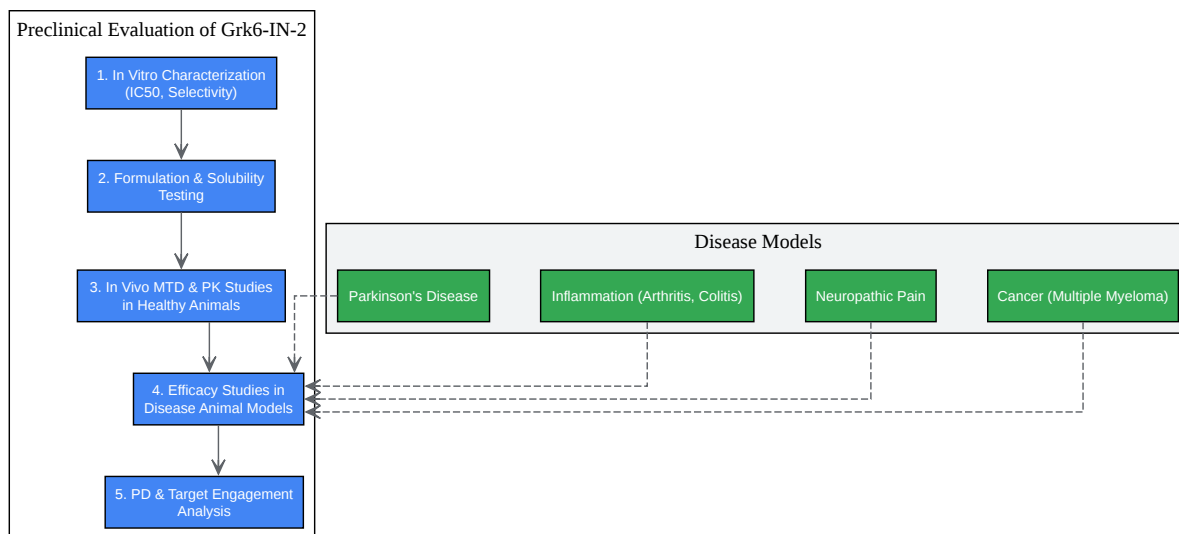 Preclinical Evaluation of Grk6-IN-2
1. In Vitro Characterization
(IC50, Selectivity)
2. Formulation & Solubility
Testing
3. In Vivo MTD & PK Studies
in Healthy Animals
4. Efficacy Studies in
Disease Animal Models
5. PD & Target Engagement
Analysis
Disease Models
Parkinson's Disease
Inflammation (Arthritis, Colitis)
Neuropathic Pain
Cancer (Multiple Myeloma)